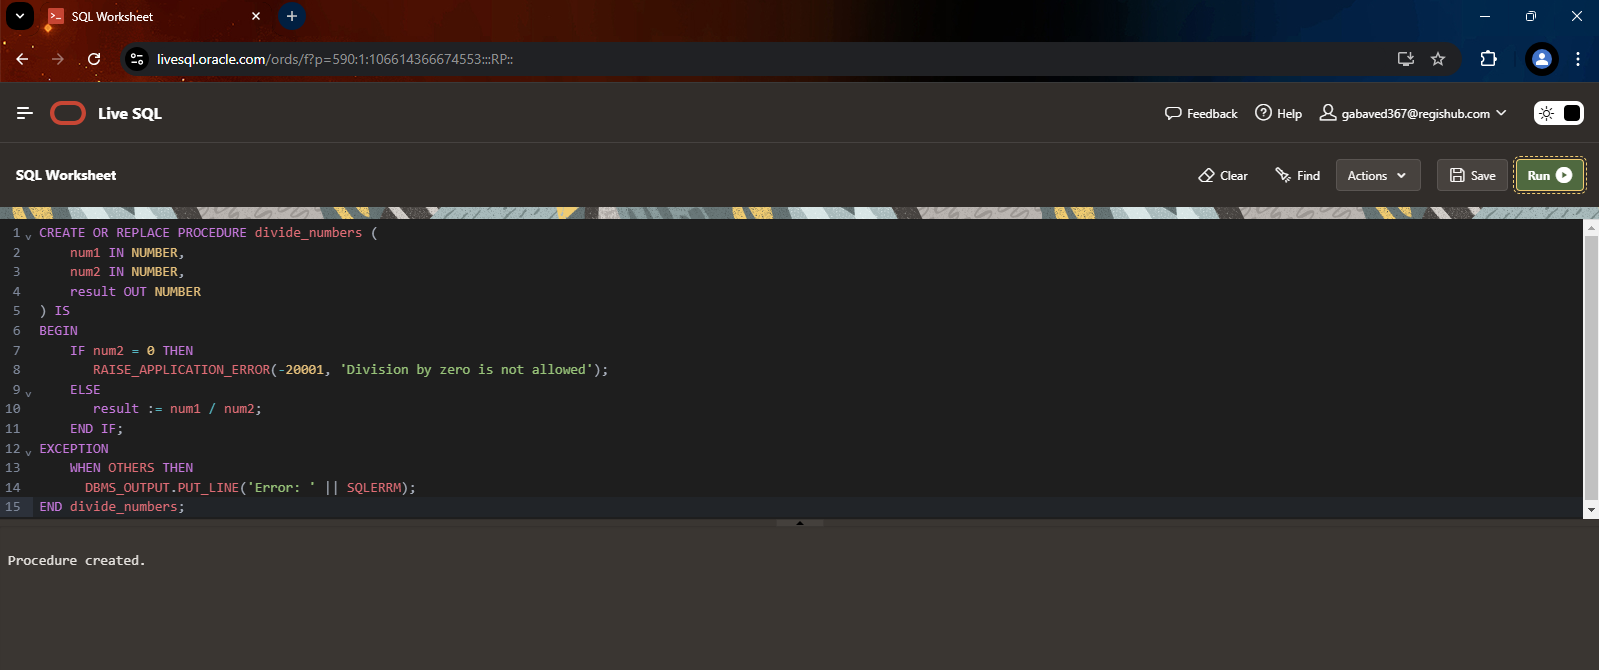 SQL Worksheet
livesql.oracle.com/ords/f?p=590:1:106614366674553:::RP::
Live SQL
Feedback Help gabaved367@regishub.com
SQL Worksheet
Clear Find Actions Save Run
1 CREATE OR REPLACE PROCEDURE divide_numbers (
2 num1 IN NUMBER,
3 num2 IN NUMBER,
4 result OUT NUMBER
5 ) IS
6 BEGIN
7 IF num2 = 0 THEN
8 RAISE_APPLICATION_ERROR(-20001, 'Division by zero is not allowed');
9 ELSE
10 result := num1 / num2;
11 END IF;
12 EXCEPTION
13 WHEN OTHERS THEN
14 DBMS_OUTPUT.PUT_LINE('Error: ' || SQLERRM);
15 END divide_numbers;
Procedure created.